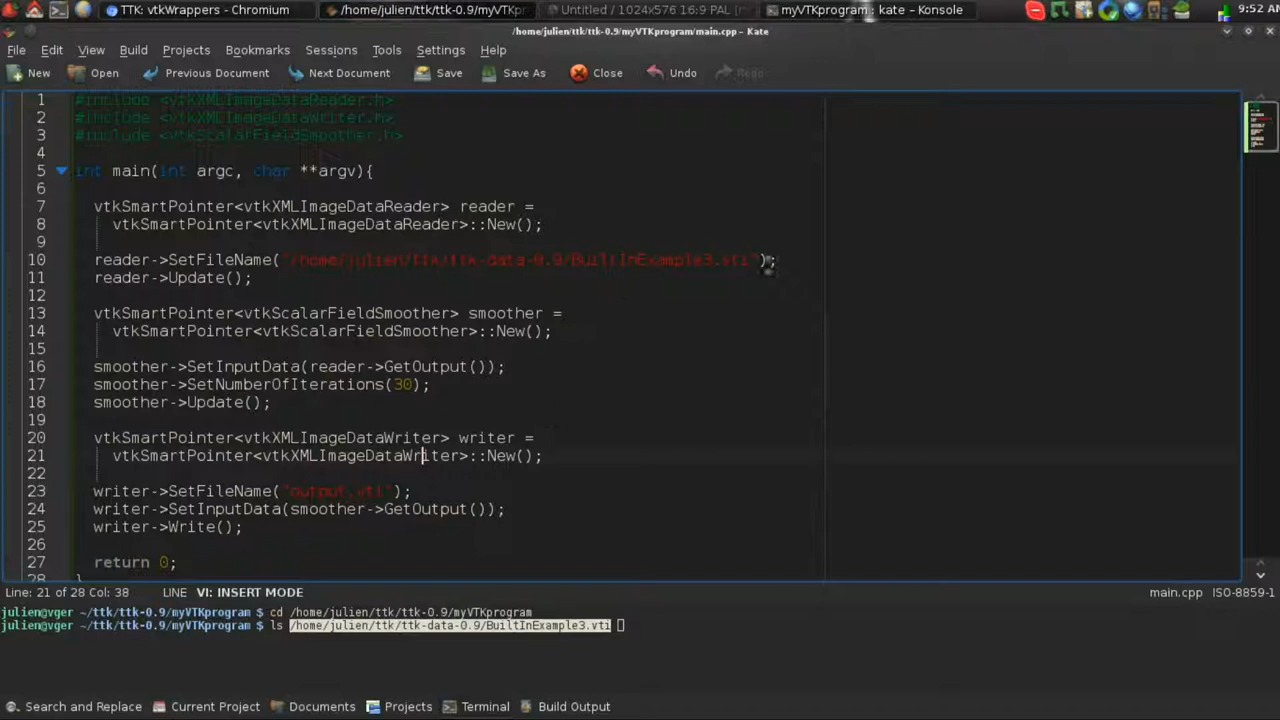 TTK: vtkWrappers - Chromium /home/julien/ttk/ttk-0.9/myVTKpr Untitled / 1024x576 16:9 PAL myVTKprogram : kate - Konsole 9:52 AM
/home/julien/ttk/ttk-0.9/myVTKprogram/main.cpp - Kate
File Edit View Build Projects Bookmarks Sessions Tools Settings Help
New Open Previous Document Next Document Save Save As Close Undo Redo
1 #include <vtkXMLImageDataReader.h>
2 #include <vtkXMLImageDataWriter.h>
3 #include <vtkScalarFieldSmoother.h>
4
5 int main(int argc, char **argv){
6
7 vtkSmartPointer<vtkXMLImageDataReader> reader =
8 vtkSmartPointer<vtkXMLImageDataReader>::New();
9
10 reader->SetFileName("/home/julien/ttk/ttk-data-0.9/BuiltInExample3.vti");
11 reader->Update();
12
13 vtkSmartPointer<vtkScalarFieldSmoother> smoother =
14 vtkSmartPointer<vtkScalarFieldSmoother>::New();
15
16 smoother->SetInputData(reader->GetOutput());
17 smoother->SetNumberOfIterations(30);
18 smoother->Update();
19
20 vtkSmartPointer<vtkXMLImageDataWriter> writer =
21 vtkSmartPointer<vtkXMLImageDataWriter>::New();
22
23 writer->SetFileName("output.vti");
24 writer->SetInputData(smoother->GetOutput());
25 writer->Write();
26
27 return 0;
28 }
Line: 21 of 28 Col: 38 LINE VI: INSERT MODE main.cpp ISO-8859-1
julien@vger ~/ttk/ttk-0.9/myVTKprogram $ cd /home/julien/ttk/ttk-0.9/myVTKprogram
julien@vger ~/ttk/ttk-0.9/myVTKprogram $ ls /home/julien/ttk/ttk-data-0.9/BuiltInExample3.vti
Search and Replace Current Project Documents Projects Terminal Build Output